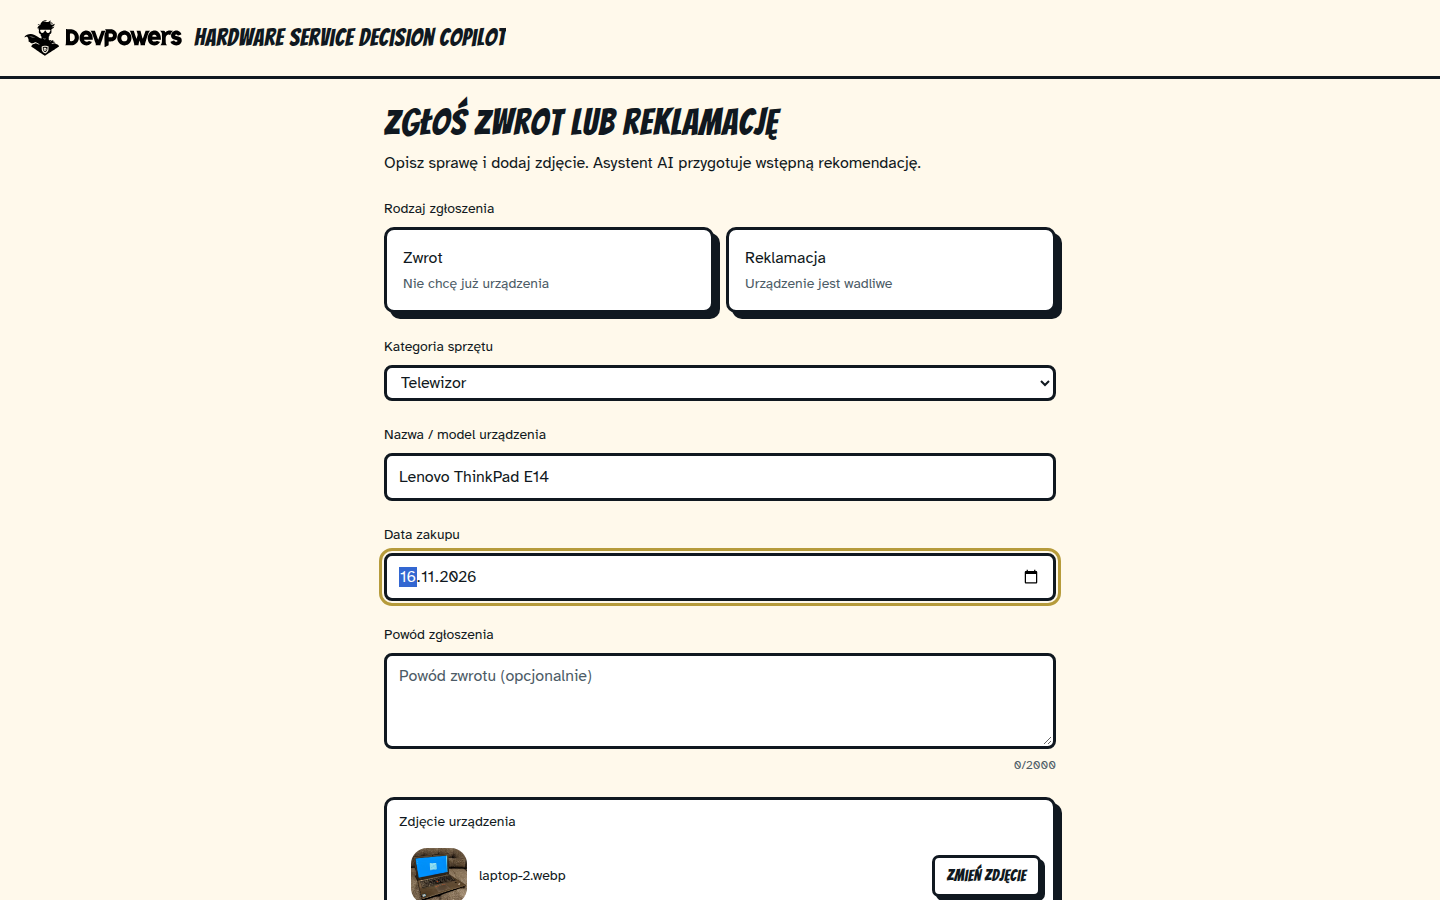 DevPowers HARDWARE SERVICE DECISION COPILOT
ZGŁOŚ ZWROT LUB REKLAMACJĘ
Opisz sprawę i dodaj zdjęcie. Asystent AI przygotuje wstępną rekomendację.
Rodzaj zgłoszenia
Zwrot
Nie chcę już urządzenia
Reklamacja
Urządzenie jest wadliwe
Kategoria sprzętu
Telewizor
Nazwa / model urządzenia
Lenovo ThinkPad E14
Data zakupu
16.11.2026
Powód zgłoszenia
Powód zwrotu (opcjonalnie)
0/2000
Zdjęcie urządzenia
laptop-2.webp
ZMIEŃ ZDJĘCIE